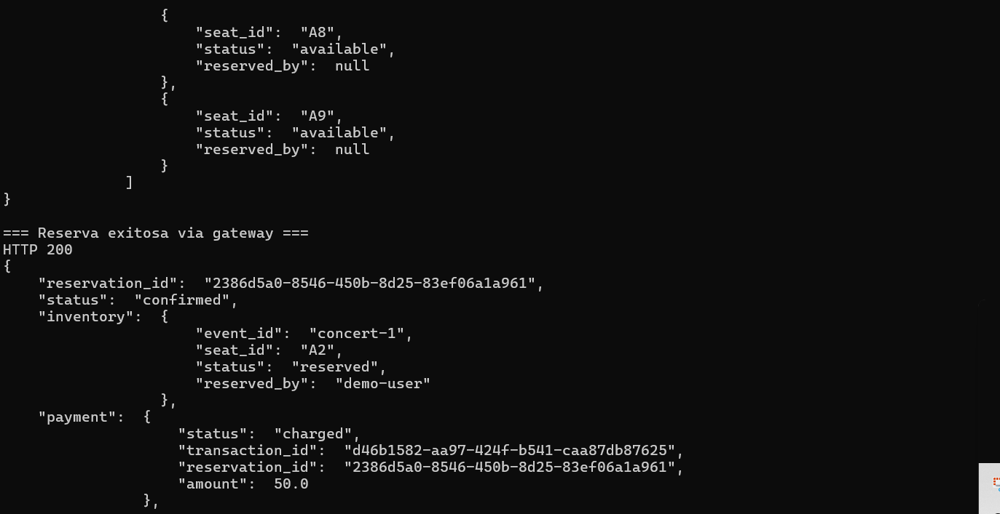 {
"seat_id":  "A8",
"status":  "available",
"reserved_by":  null
},
{
"seat_id":  "A9",
"status":  "available",
"reserved_by":  null
}
]
}
=== Reserva exitosa via gateway ===
HTTP 200
{
"reservation_id":  "2386d5a0-8546-450b-8d25-83ef06a1a961",
"status":  "confirmed",
"inventory":  {
"event_id":  "concert-1",
"seat_id":  "A2",
"status":  "reserved",
"reserved_by":  "demo-user"
},
"payment":  {
"status":  "charged",
"transaction_id":  "d46b1582-aa97-424f-b541-caa87db87625",
"reservation_id":  "2386d5a0-8546-450b-8d25-83ef06a1a961",
"amount":  50.0
},